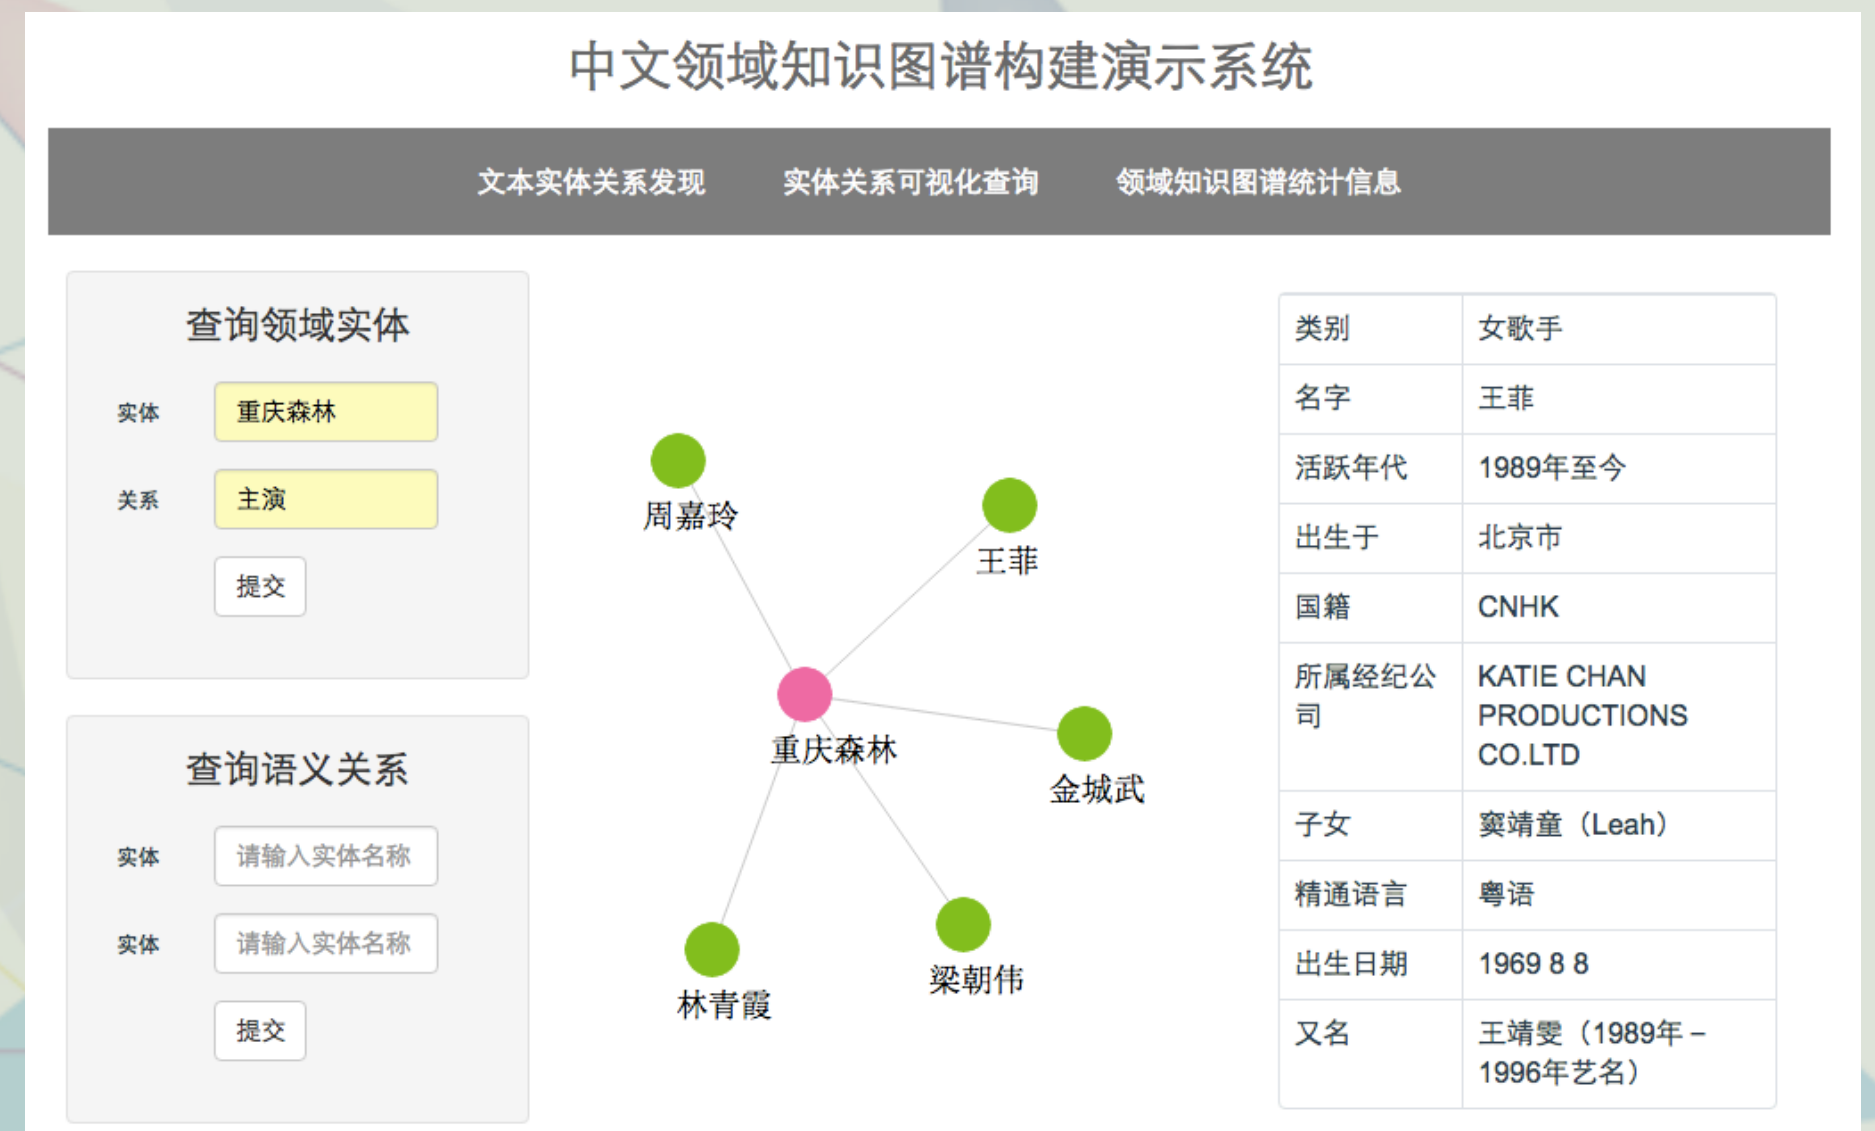 中文领域知识图谱构建演示系统
文本实体关系发现 实体关系可视化查询 领域知识图谱统计信息
查询领域实体
实体 重庆森林
关系 主演
提交
查询语义关系
实体 请输入实体名称
实体 请输入实体名称
提交
周嘉玲
王菲
重庆森林
金城武
梁朝伟
林青霞
类别 女歌手
名字 王菲
活跃年代 1989年至今
出生于 北京市
国籍 CNHK
所属经纪公
司
KATIE CHAN
PRODUCTIONS
CO.LTD
子女 窦靖童（Leah）
精通语言 粤语
出生日期 1969 8 8
又名 王靖雯（1989年 –
1996年艺名）